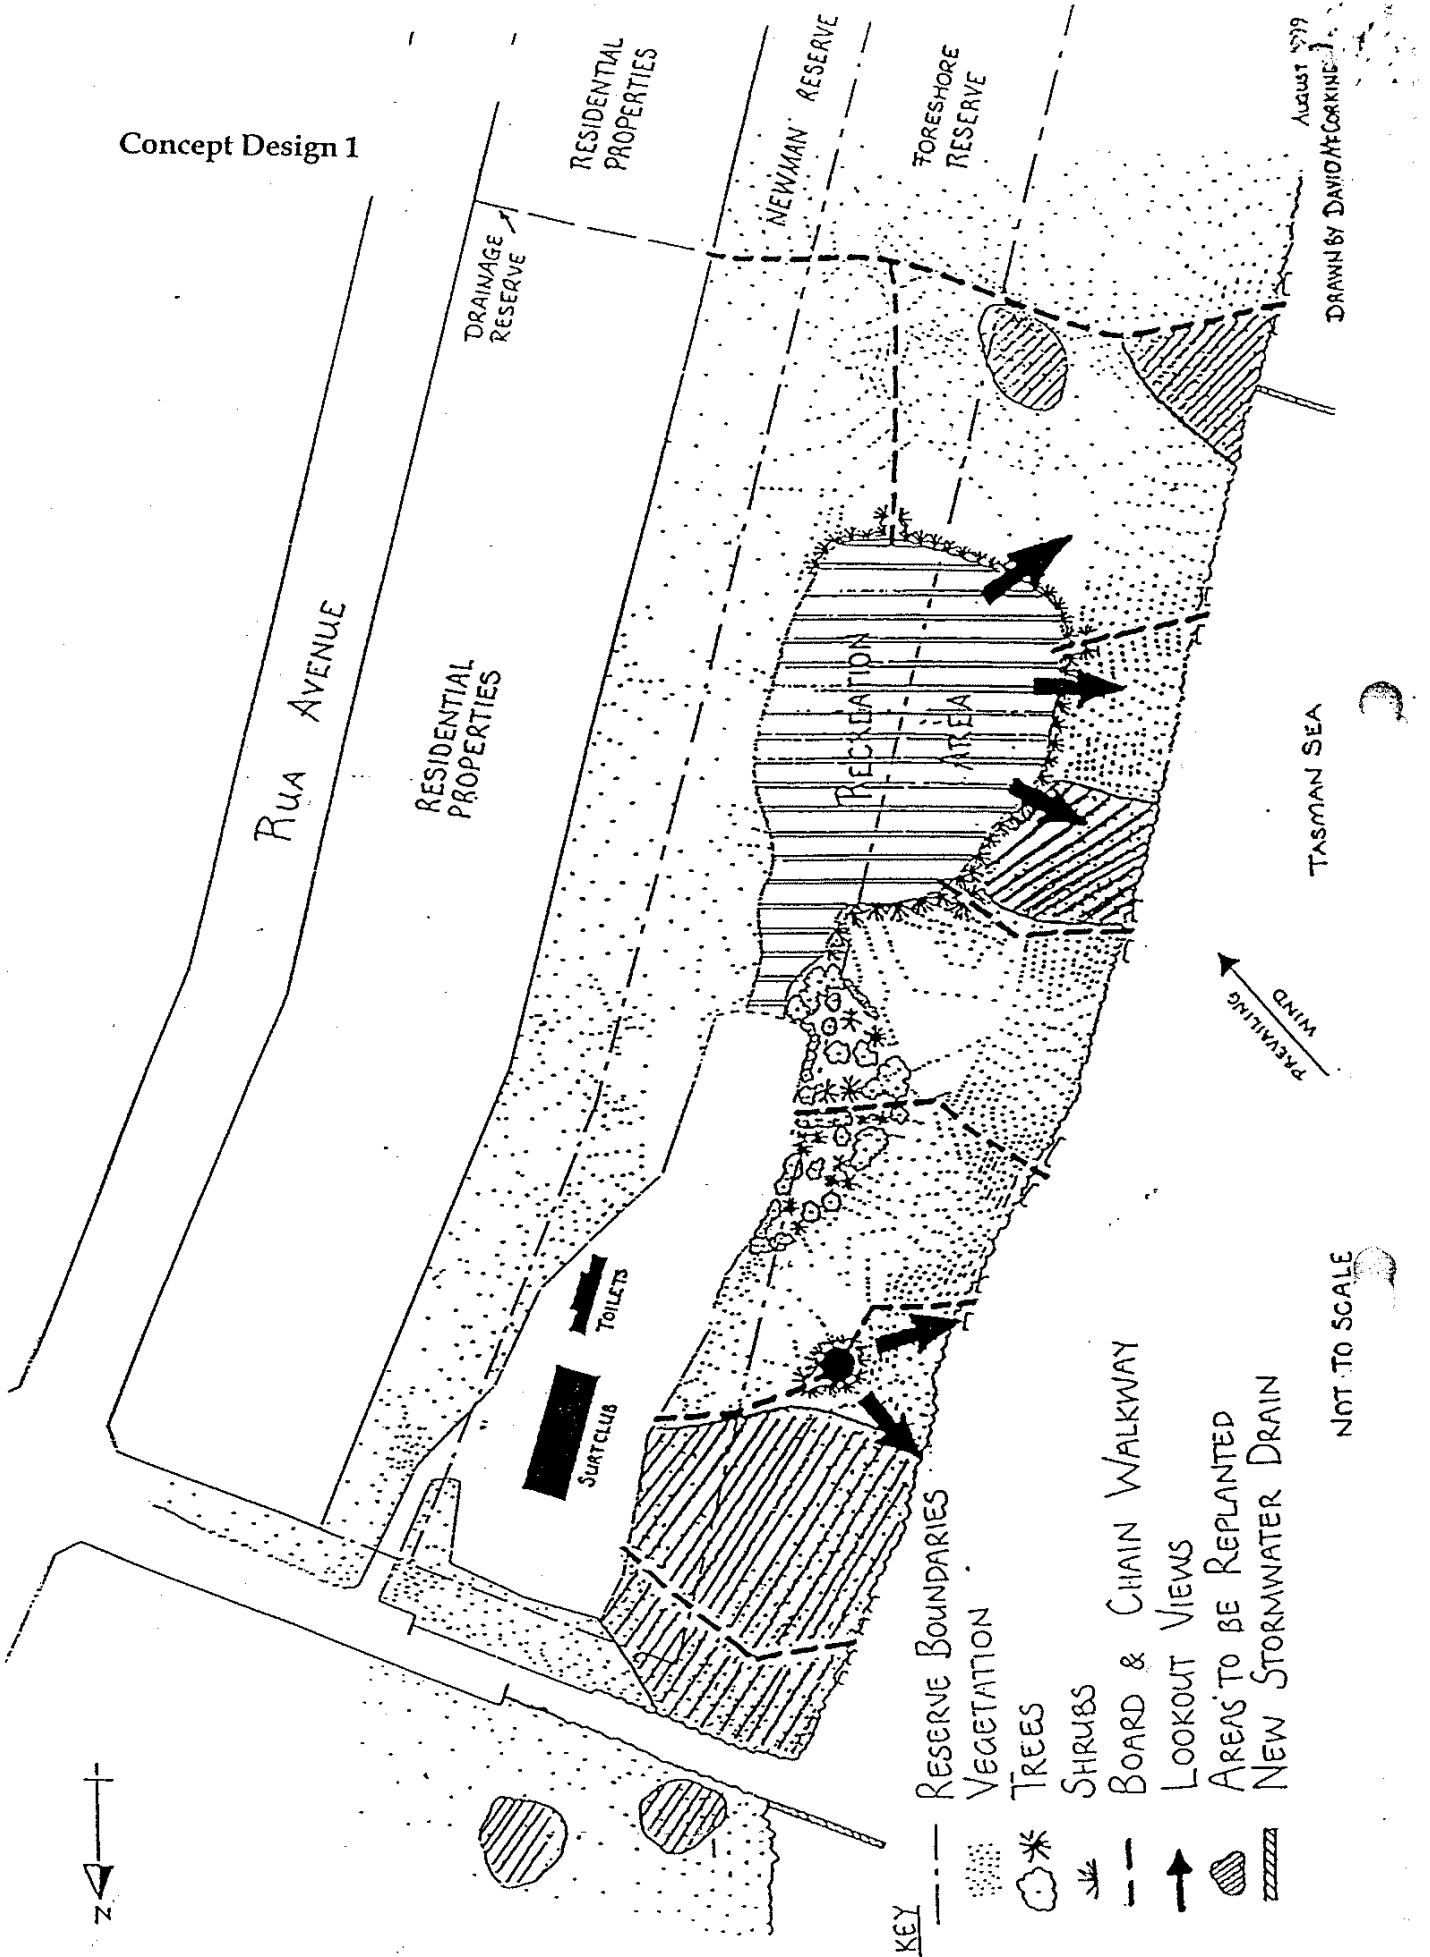 Concept Design 1
RUA AVENUE
RESIDENTIAL
PROPERTIES
RESIDENTIAL
PROPERTIES
DRAINAGE
RESERVE
NEWMAN RESERVE
FORESHORE
RESERVE
RECREATION
AREA
TOILETS
SURTCLUB
TASMAN SEA
PREVAILING
WIND
NOT TO SCALE
AUGUST 1999
DRAWN BY DAVID McCORKINDALE
N
KEY
RESERVE BOUNDARIES
VEGETATION
TREES
SHRUBS
BOARD & CHAIN WALKWAY
LOOKOUT VIEWS
AREAS TO BE REPLANTED
NEW STORMWATER DRAIN